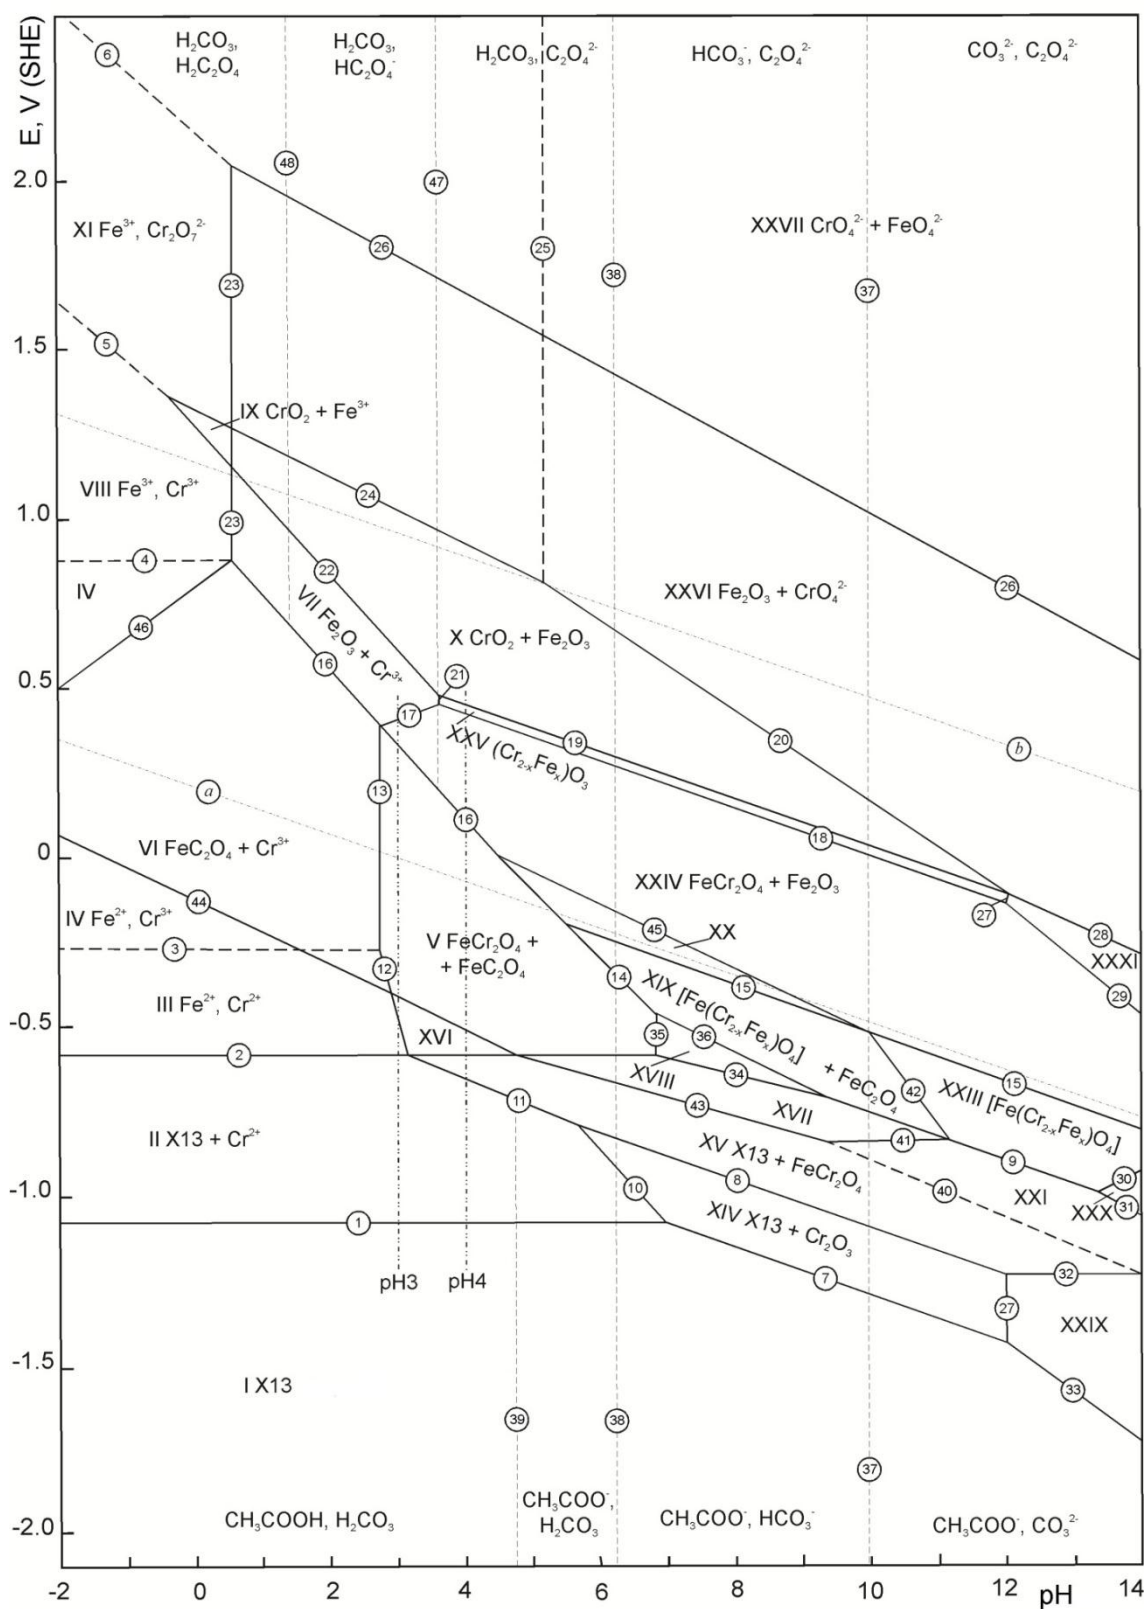 E, V (SHE)
H₂CO₃,
H₂C₂O₄
H₂CO₃,
HC₂O₄⁻
H₂CO₃, C₂O₄²⁻
HCO₃⁻, C₂O₄²⁻
CO₃²⁻, C₂O₄²⁻
6
2.0
48
47
XI Fe³⁺, Cr₂O₇²⁻
26
25
XXVII CrO₄²⁻ + FeO₄²⁻
23
38
37
1.5
5
IX CrO₂ + Fe³⁺
VIII Fe³⁺, Cr³⁺
24
1.0
23
4
IV
22
XXVI Fe₂O₃ + CrO₄²⁻
26
46
16
VII Fe₂O₃ + Cr³⁺
X CrO₂ + Fe₂O₃
21
0.5
17
XXV (Cr₂₋ₓFeₓ)O₃
19
20
b
a
13
16
18
0
VI FeC₂O₄ + Cr³⁺
XXIV FeCr₂O₄ + Fe₂O₃
44
27
IV Fe²⁺, Cr³⁺
45
XX
28
3
V FeCr₂O₄ +
+ FeC₂O₄
XXXI
12
14
15
29
III Fe²⁺, Cr²⁺
XIX [Fe(Cr₂₋ₓFeₓ)O₄]
+ FeC₂O₄
-0.5
XVI
35
36
2
XVIII
34
42
15
XXIII [Fe(Cr₂₋ₓFeₓ)O₄]
11
43
XVII
41
9
II X13 + Cr²⁺
XV X13 + FeCr₂O₄
30
10
8
40
XXI
XXX
31
-1.0
1
XIV X13 + Cr₂O₃
pH3
pH4
7
32
27
XXIX
-1.5
I X13
33
39
38
37
CH₃COOH, H₂CO₃
CH₃COO⁻,
H₂CO₃
CH₃COO⁻, HCO₃⁻
CH₃COO⁻, CO₃²⁻
-2.0
-2 0 2 4 6 8 10 12 pH 14